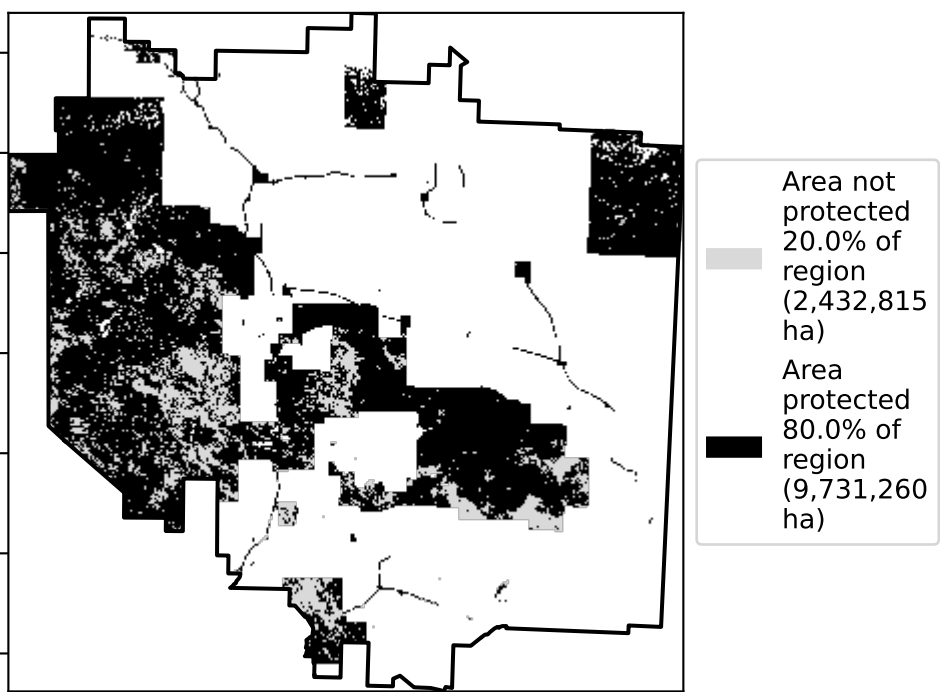 Area not
protected
20.0% of
region
(2,432,815
ha)
Area
protected
80.0% of
region
(9,731,260
ha)